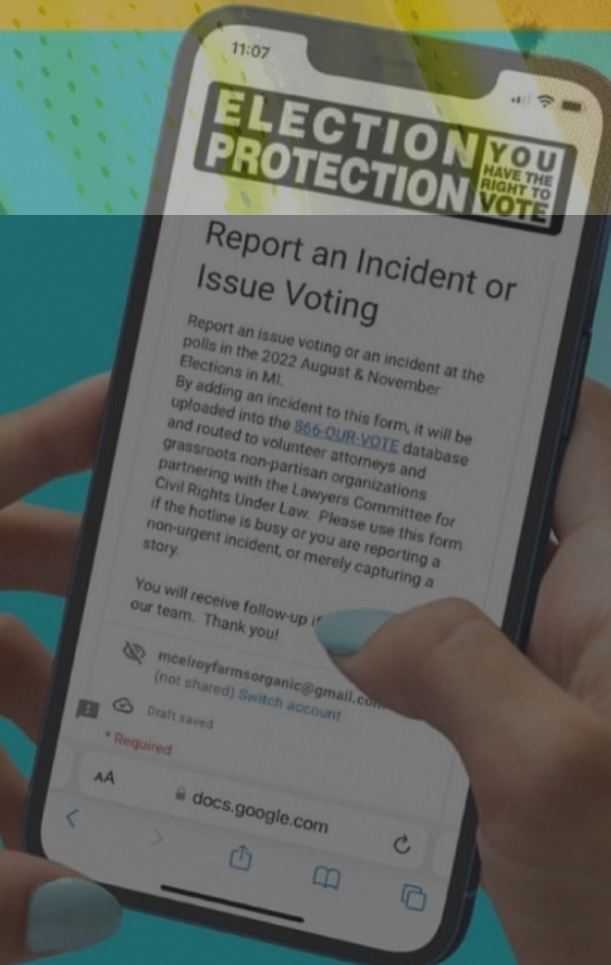 11:07
ELECTION
PROTECTION
YOU
HAVE THE
RIGHT TO
VOTE
Report an Incident or
Issue Voting
Report an issue voting or an incident at the
polls in the 2022 August & November
Elections in MI.
By adding an incident to this form, it will be
uploaded into the 866-OUR-VOTE database
and routed to volunteer attorneys and
grassroots non-partisan organizations
partnering with the Lawyers Committee for
Civil Rights Under Law. Please use this form
if the hotline is busy or you are reporting a
non-urgent incident, or merely capturing a
story.
You will receive follow-up
our team. Thank you!
mcelroyfarmsorganic@gmail.com
(not shared) Switch account
Draft saved
* Required
AA
docs.google.com